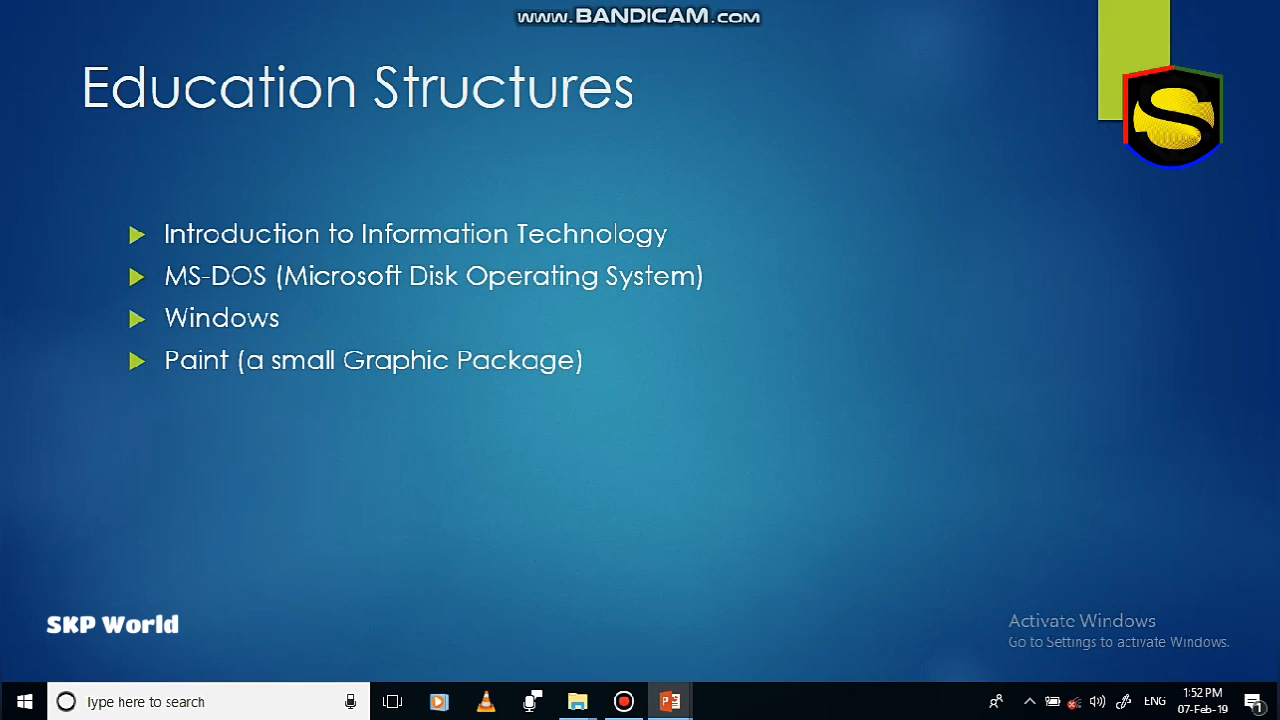 www.BANDICAM.com
Education Structures
S
Introduction to Information Technology
MS-DOS (Microsoft Disk Operating System)
Windows
Paint (a small Graphic Package)
SKP World
Activate Windows
Go to Settings to activate Windows.
Type here to search
ENG
1:52 PM
07-Feb-19
1